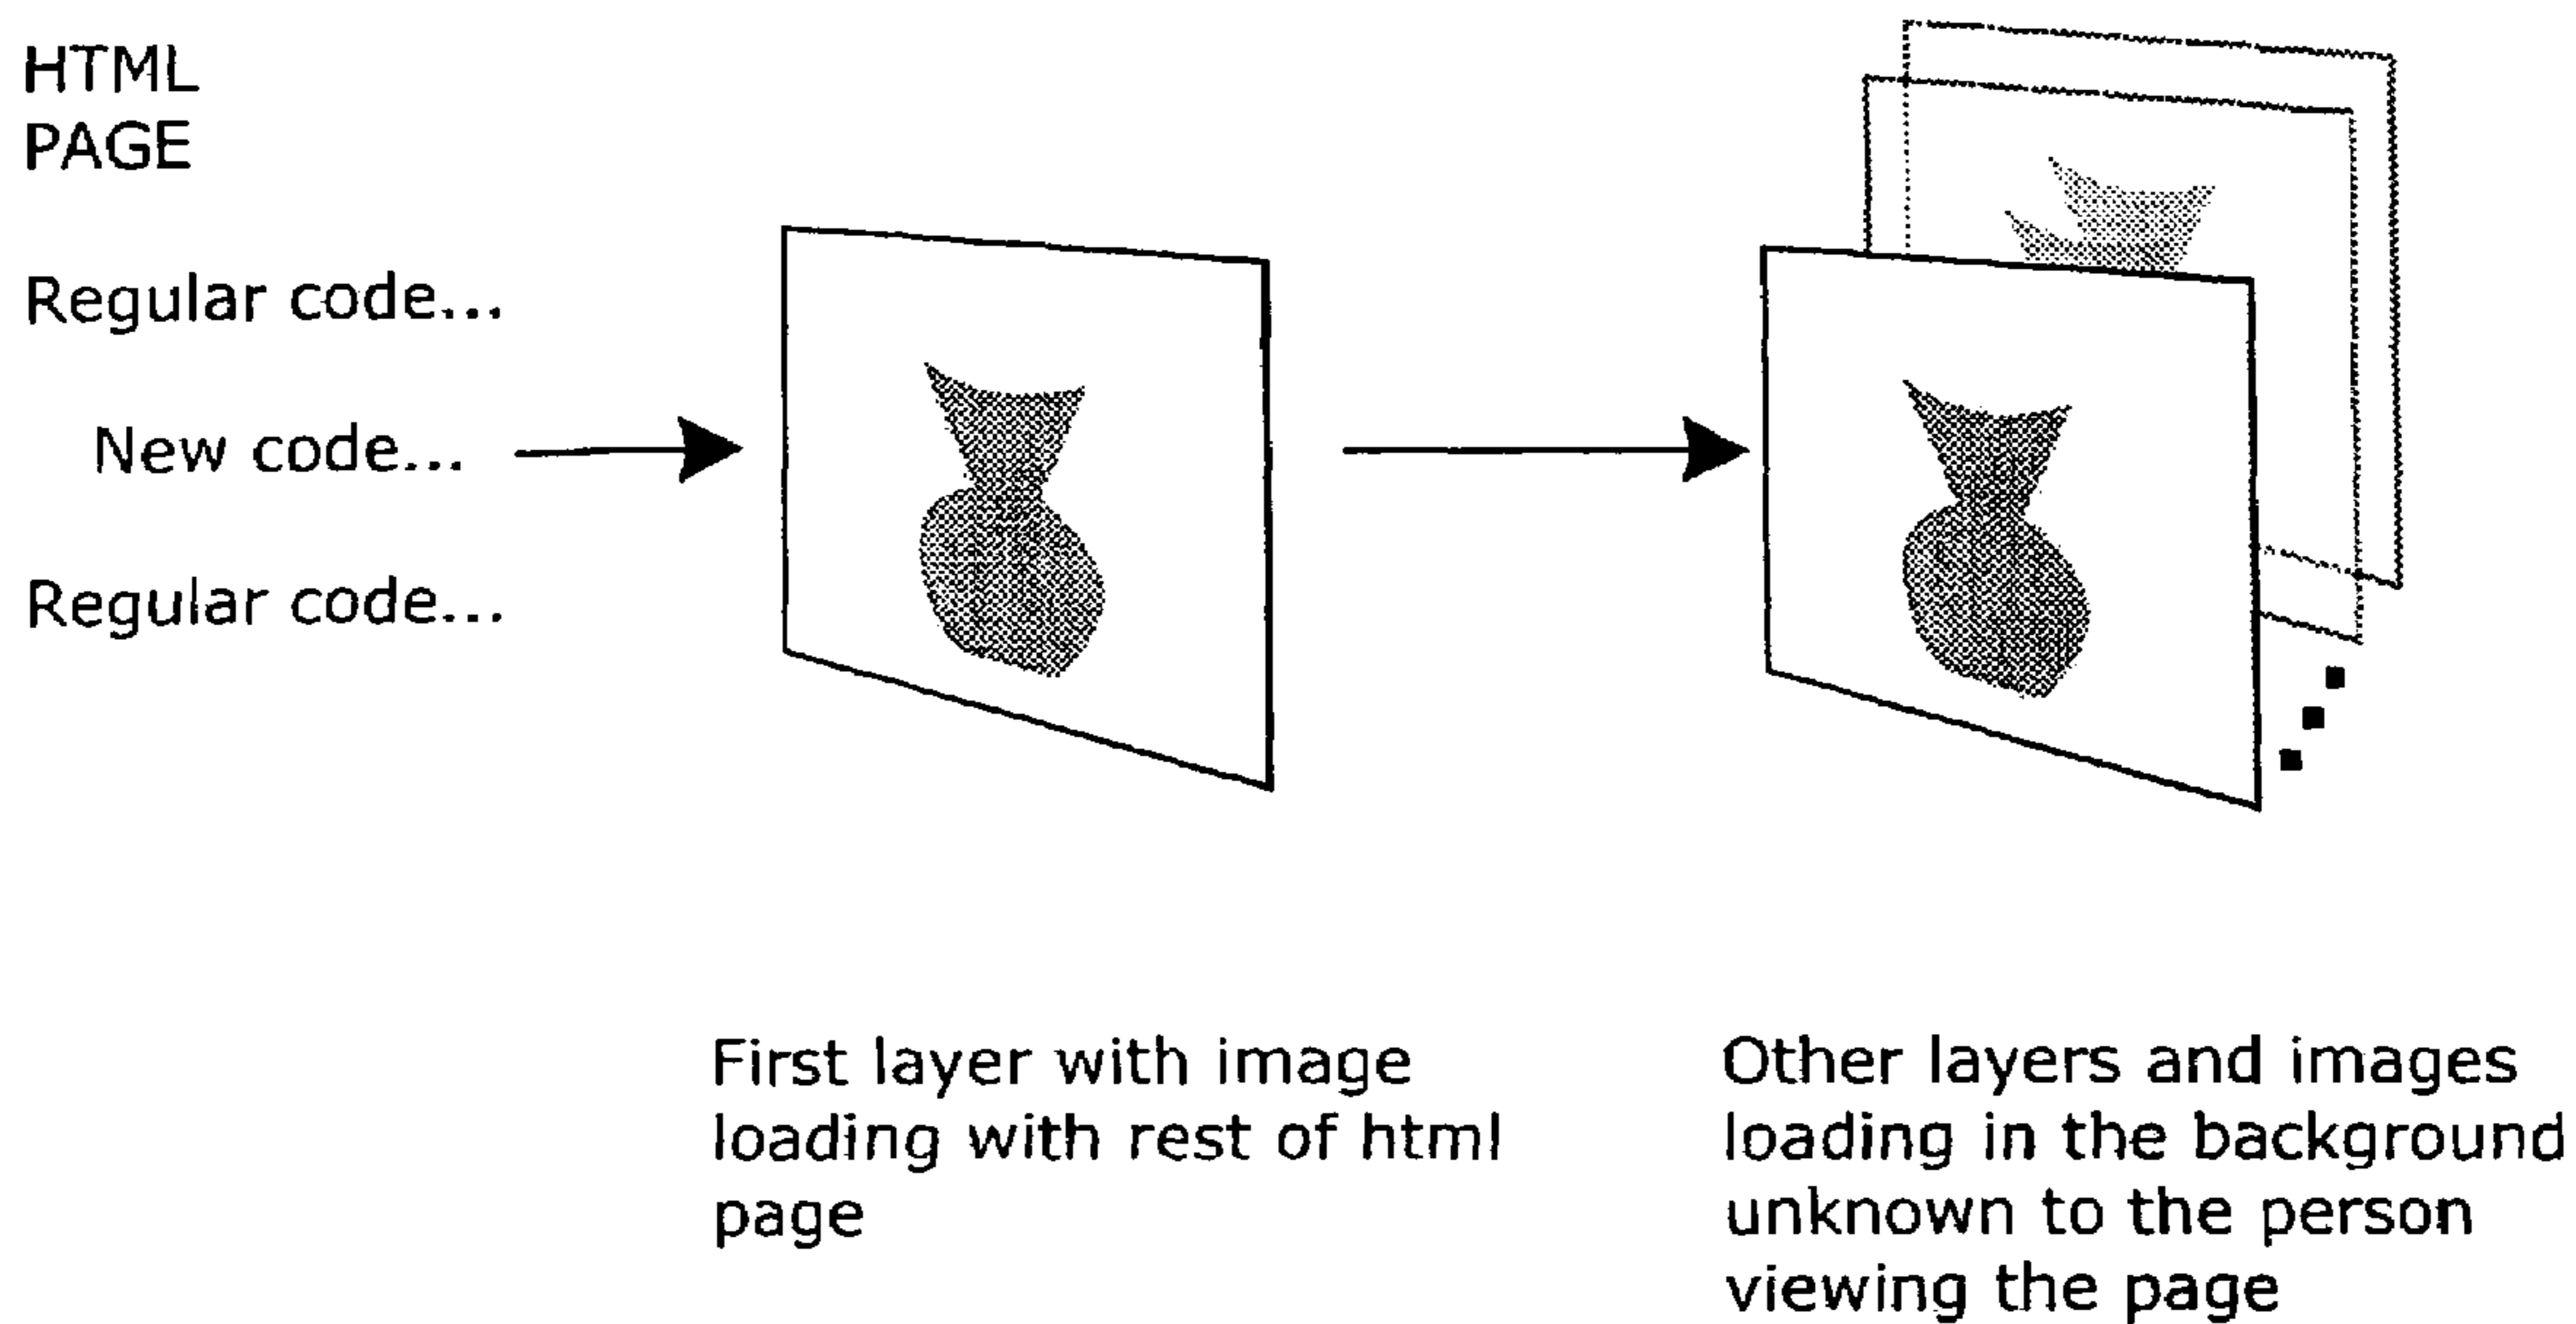 HTML
PAGE
Regular code...
New code...
Regular code...
First layer with image
loading with rest of html
page
Other layers and images
loading in the background
unknown to the person
viewing the page